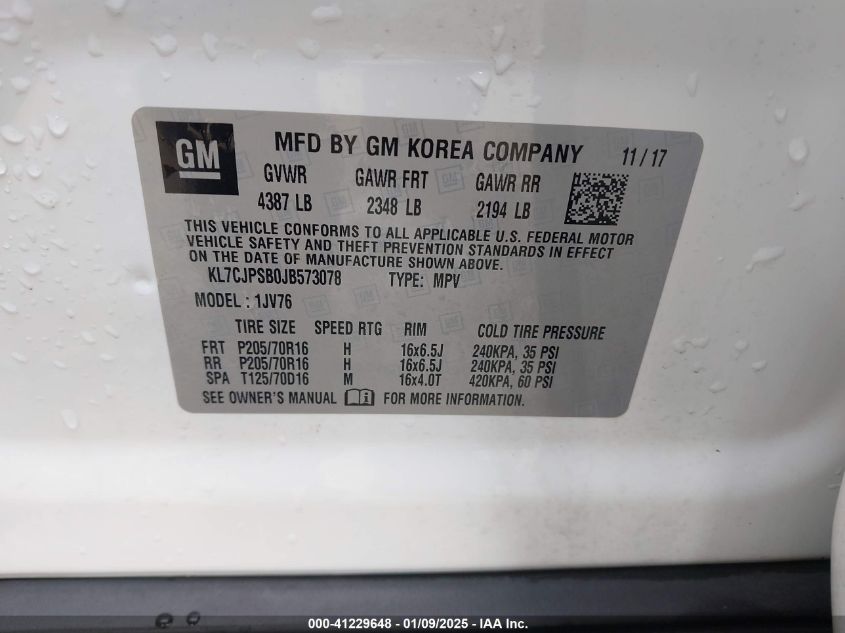 GM
MFD BY GM KOREA COMPANY 11/17
GVWR GAWR FRT GAWR RR
4387 LB 2348 LB 2194 LB
THIS VEHICLE CONFORMS TO ALL APPLICABLE U.S. FEDERAL MOTOR
VEHICLE SAFETY AND THEFT PREVENTION STANDARDS IN EFFECT
ON THE DATE OF MANUFACTURE SHOWN ABOVE.
KL7CJPSB0JB573078 TYPE: MPV
MODEL : 1JV76
TIRE SIZE SPEED RTG RIM COLD TIRE PRESSURE
FRT P205/70R16 H 16x6.5J 240KPA, 35 PSI
RR P205/70R16 H 16x6.5J 240KPA, 35 PSI
SPA T125/70D16 M 16x4.0T 420KPA, 60 PSI
SEE OWNER'S MANUAL i FOR MORE INFORMATION.
000-41229648 - 01/09/2025 - IAA Inc.